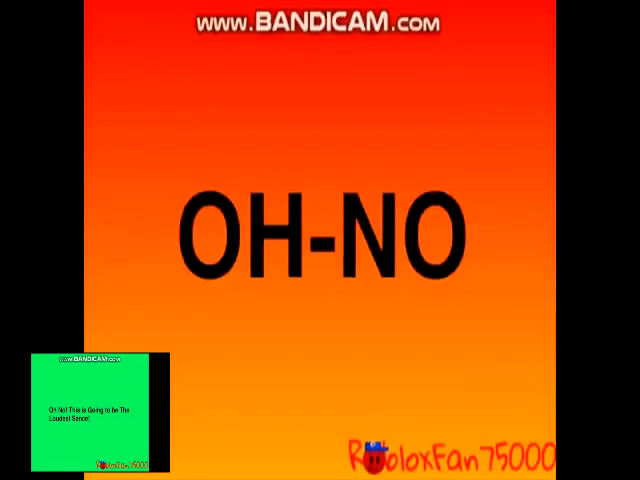 www.BANDICAM.com
OH-NO
www.BANDICAM.com
Oh No! This is Going to be The
Loudest Sence!
RobloxFan75000
RobloxFan75000